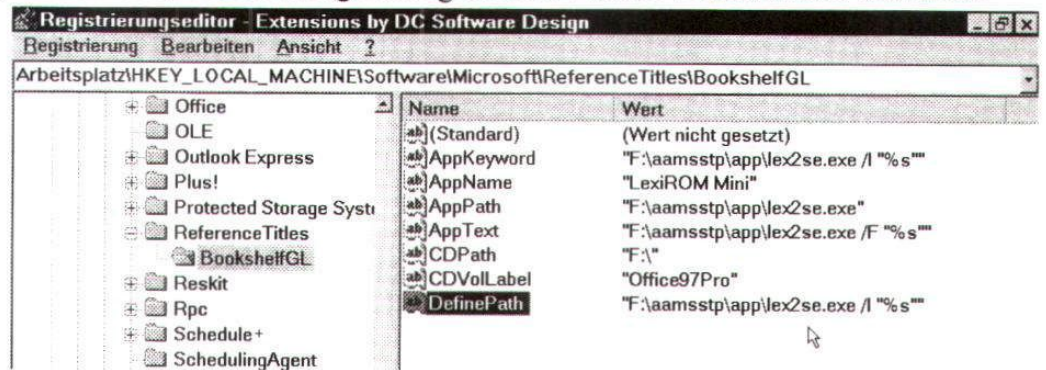 Registrierungseditor - Extensions by DC Software Design
Registrierung Bearbeiten Ansicht ?
Arbeitsplatz\HKEY_LOCAL_MACHINE\Software\Microsoft\ReferenceTitles\BookshelfGL
Office
OLE
Outlook Express
Plus!
Protected Storage Syst
ReferenceTitles
BookshelfGL
Reskit
Rpc
Schedule+
SchedulingAgent
Name Wert
(Standard) (Wert nicht gesetzt)
AppKeyword "F:\aamsstp\app\lex2se.exe /I "%s""
AppName "LexiROM Mini"
AppPath "F:\aamsstp\app\lex2se.exe"
AppText "F:\aamsstp\app\lex2se.exe /F "%s""
CDPath "F:\"
CDVolLabel "Office97Pro"
DefinePath "F:\aamsstp\app\lex2se.exe /I "%s""